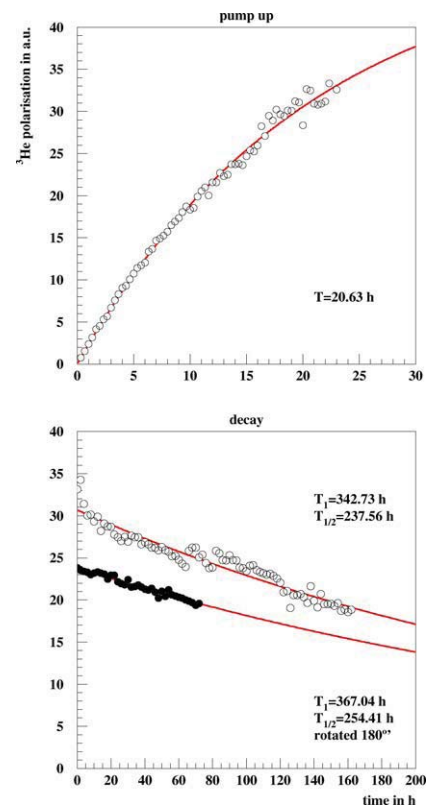 pump up
³He polarisation in a.u.
40
35
30
25
20
15
10
5
0
T=20.63 h
0 5 10 15 20 25 30
decay
40
35
30
25
20
15
10
5
0
T₁=342.73 h
T₁/₂=237.56 h
T₁=367.04 h
T₁/₂=254.41 h
rotated 180°'
0 20 40 60 80 100 120 140 160 180 200
time in h